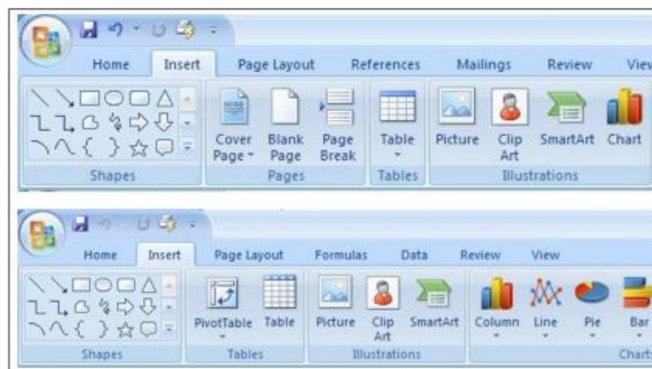 Home Insert Page Layout References Mailings Review View
Cover Page Blank Page Page Break Table Picture Clip Art SmartArt Chart
Shapes Pages Tables Illustrations
Home Insert Page Layout Formulas Data Review View
PivotTable Table Picture Clip Art SmartArt Column Line Pie Bar
Shapes Tables Illustrations Charts